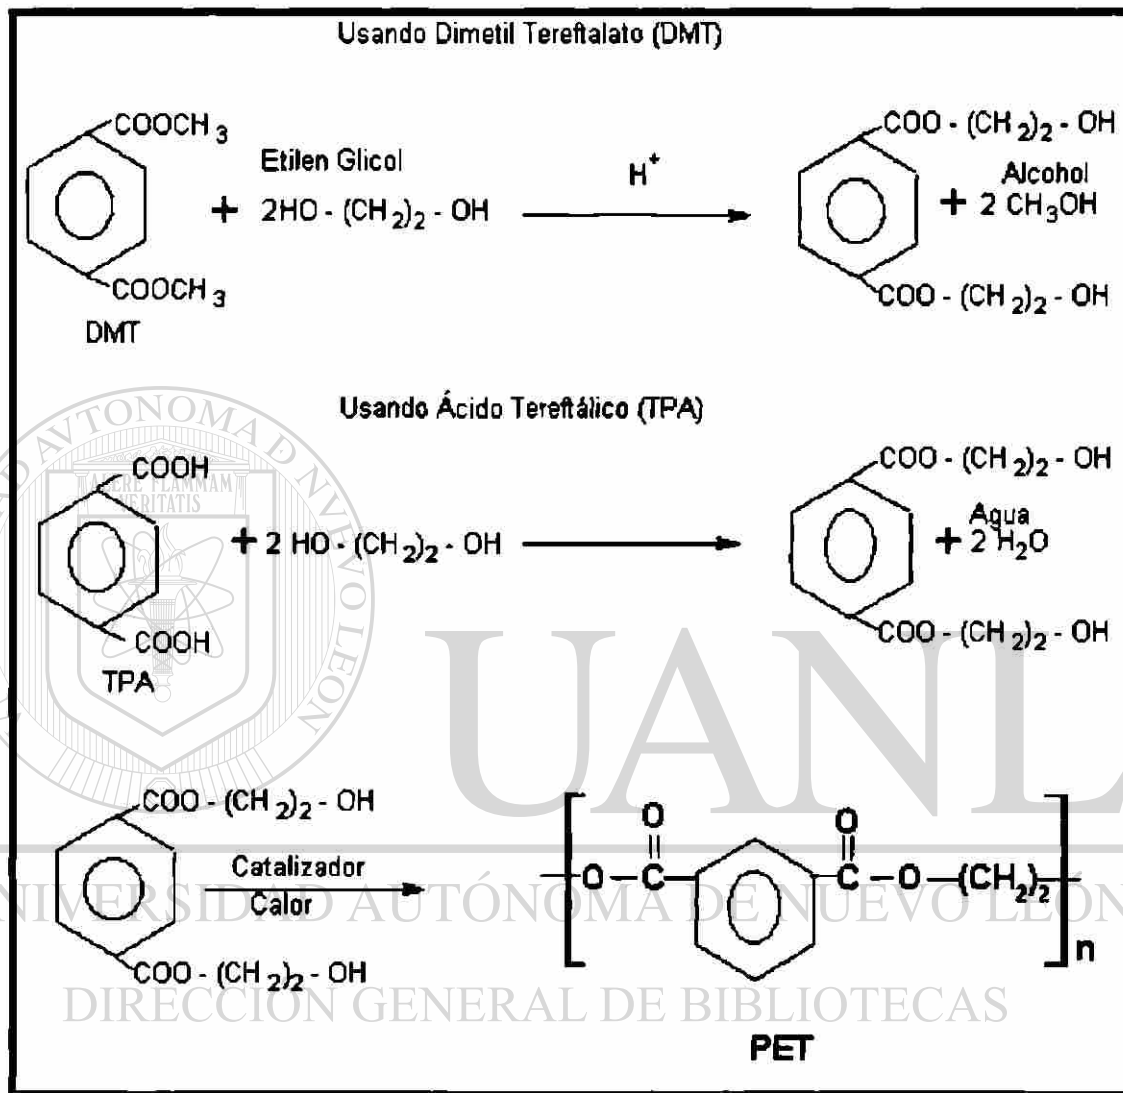 Usando Dimetil Tereftalato (DMT)
COOCH3
Etilen Glicol
+ 2HO - (CH2)2 - OH
H+
COO - (CH2)2 - OH
Alcohol
+ 2 CH3OH
COOCH3
COO - (CH2)2 - OH
DMT
Usando Ácido Tereftálico (TPA)
COOH
+ 2 HO - (CH2)2 - OH
COO - (CH2)2 - OH
Agua
+ 2 H2O
COOH
COO - (CH2)2 - OH
TPA
COO - (CH2)2 - OH
Catalizador
Calor
COO - (CH2)2 - OH
O O
O - C C - O - (CH2)2
n
PET
ALERE FLAMMAM
VERITATIS
UANL
UNIVERSIDAD AUTÓNOMA DE NUEVO LEÓN
DIRECCIÓN GENERAL DE BIBLIOTECAS